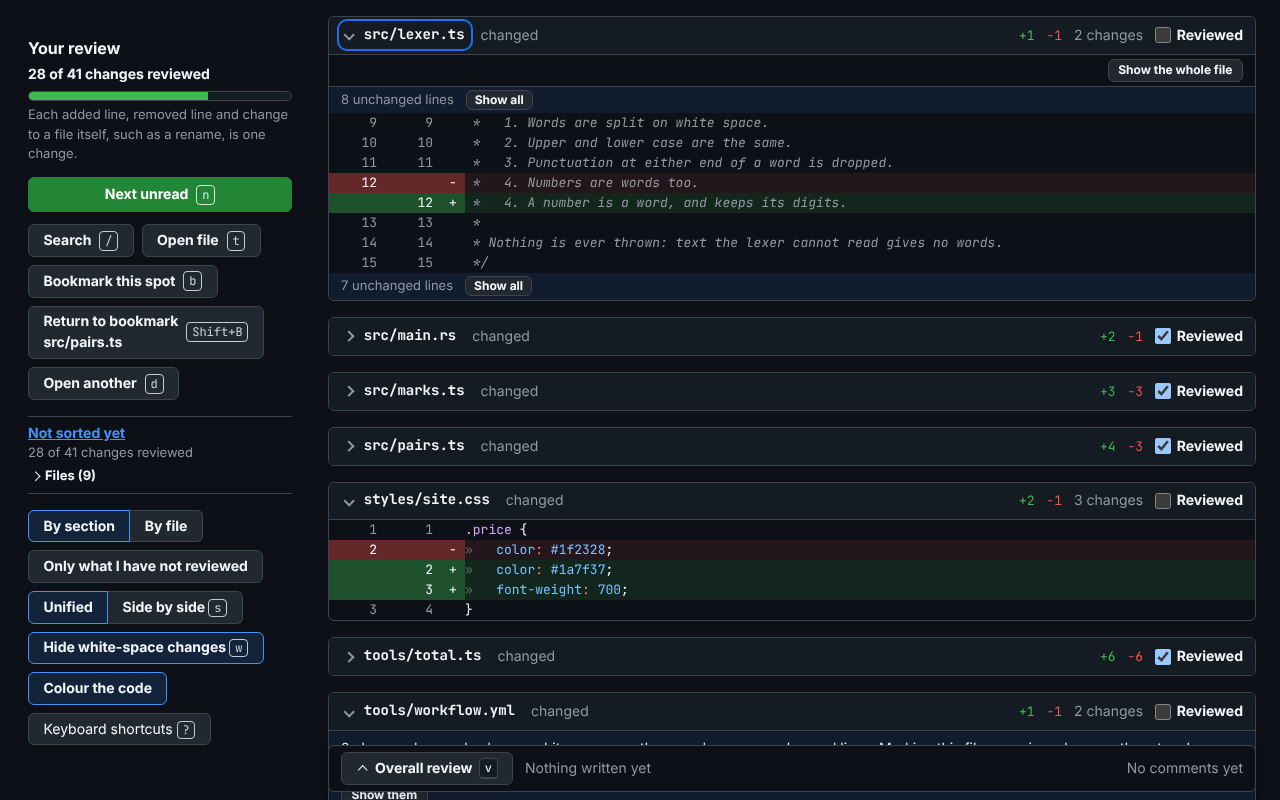 Your review
28 of 41 changes reviewed
Each added line, removed line and change
to a file itself, such as a rename, is one
change.
Next unread n
Search / Open file t
Bookmark this spot b
Return to bookmark
src/pairs.ts Shift+B
Open another d
Not sorted yet
28 of 41 changes reviewed
Files (9)
By section By file
Only what I have not reviewed
Unified Side by side s
Hide white-space changes w
Colour the code
Keyboard shortcuts ?
src/lexer.ts changed +1 -1 2 changes Reviewed
Show the whole file
8 unchanged lines Show all
9 9 * 1. Words are split on white space.
10 10 * 2. Upper and lower case are the same.
11 11 * 3. Punctuation at either end of a word is dropped.
12 - * 4. Numbers are words too.
12 + * 4. A number is a word, and keeps its digits.
13 13 *
14 14 * Nothing is ever thrown: text the lexer cannot read gives no words.
15 15 */
7 unchanged lines Show all
src/main.rs changed +2 -1 Reviewed
src/marks.ts changed +3 -3 Reviewed
src/pairs.ts changed +4 -3 Reviewed
styles/site.css changed +2 -1 3 changes Reviewed
1 1 .price {
2 - » color: #1f2328;
2 + » color: #1a7f37;
3 + » font-weight: 700;
3 4 }
tools/total.ts changed +6 -6 Reviewed
tools/workflow.yml changed +1 -1 2 changes Reviewed
Overall review v Nothing written yet No comments yet
Show them